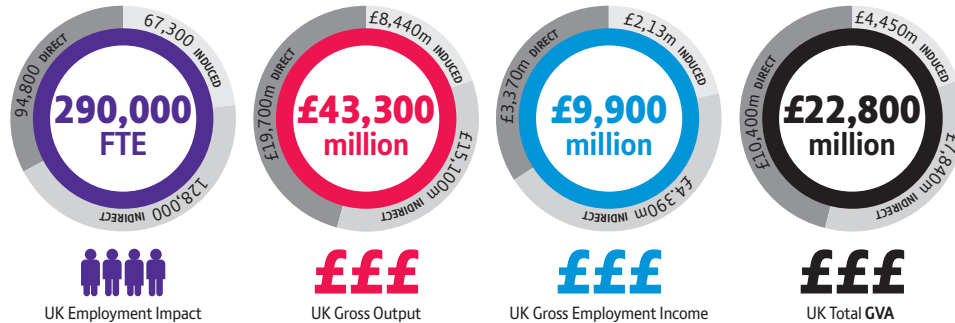 94,800 DIRECT
67,300 INDUCED
128,000 INDIRECT
290,000
FTE
UK Employment Impact
£19,700m DIRECT
£8,440m INDUCED
£15,100m INDIRECT
£43,300
million
£££
UK Gross Output
£3,370m DIRECT
£2,13m INDUCED
£4,390m INDIRECT
£9,900
million
£££
UK Gross Employment Income
£10,400m DIRECT
£4,450m INDUCED
£7,840m INDIRECT
£22,800
million
£££
UK Total GVA